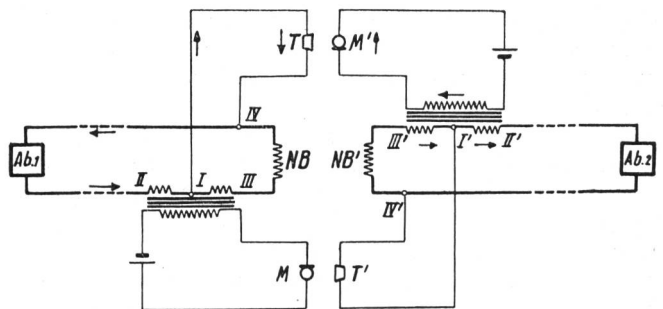 T M'
IV
III' I' II'
Ab.1 NB NB' Ab.2
II I III
IV'
M T'